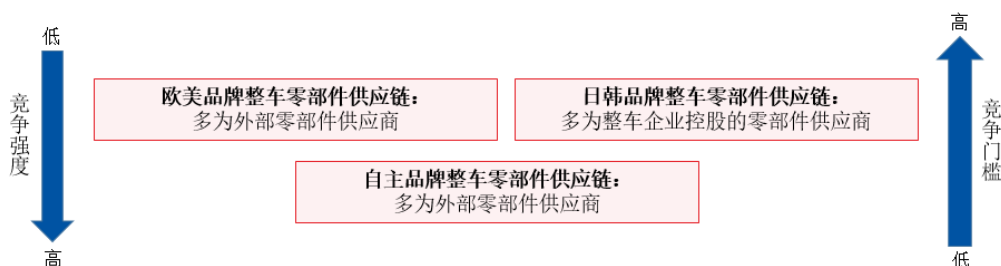 低
高
欧美品牌整车零部件供应链：
多为外部零部件供应商
日韩品牌整车零部件供应链：
多为整车企业控股的零部件供应商
竞争强度
竞争门槛
自主品牌整车零部件供应链：
多为外部零部件供应商
高
低